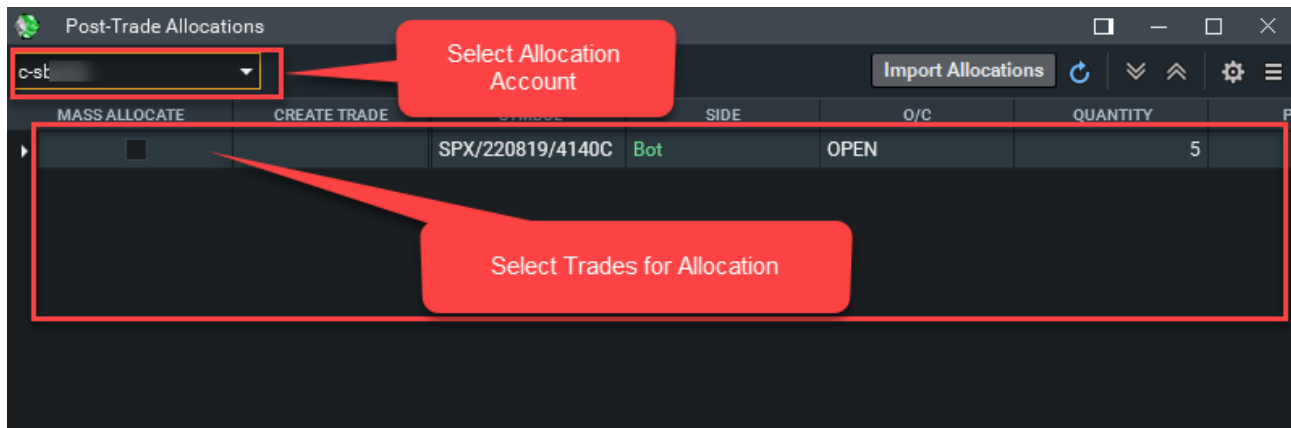 Post-Trade Allocations
Select Allocation
Account
c-sb
Import Allocations
MASS ALLOCATE CREATE TRADE SYMBOL SIDE O/C QUANTITY P
SPX/220819/4140C Bot OPEN 5
Select Trades for Allocation